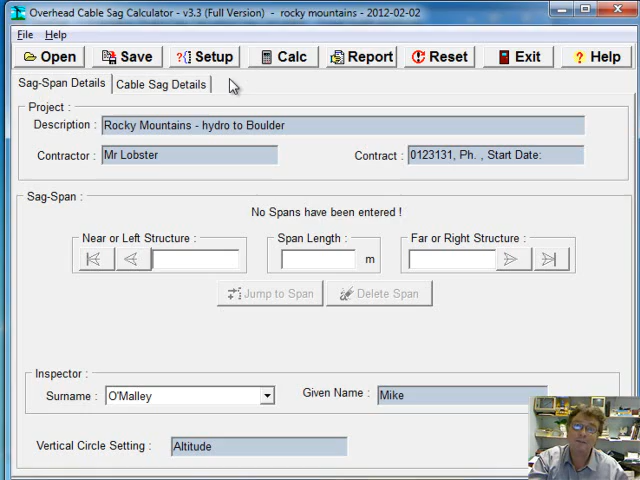 Overhead Cable Sag Calculator - v3.3 (Full Version) - rocky mountains - 2012-02-02
File Help
Open Save ?{} Setup Calc Report Reset Exit ? Help
Sag-Span Details Cable Sag Details
Project :
Description : Rocky Mountains - hydro to Boulder
Contractor : Mr Lobster Contract : 0123131, Ph. , Start Date:
Sag-Span :
No Spans have been entered !
Near or Left Structure : Span Length : Far or Right Structure :
m
Jump to Span Delete Span
Inspector :
Surname : O'Malley Given Name : Mike
Vertical Circle Setting : Altitude